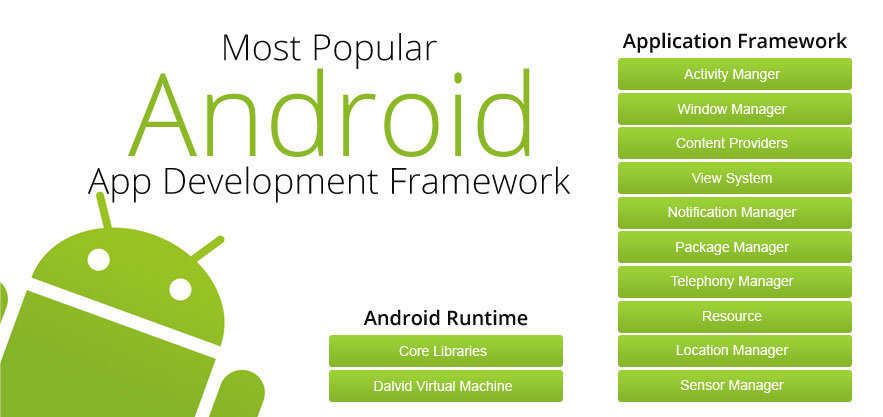 Most Popular
Android
App Development Framework
Android Runtime
Core Libraries
Dalvid Virtual Machine
Application Framework
Activity Manger
Window Manager
Content Providers
View System
Notification Manager
Package Manager
Telephony Manager
Resource
Location Manager
Sensor Manager